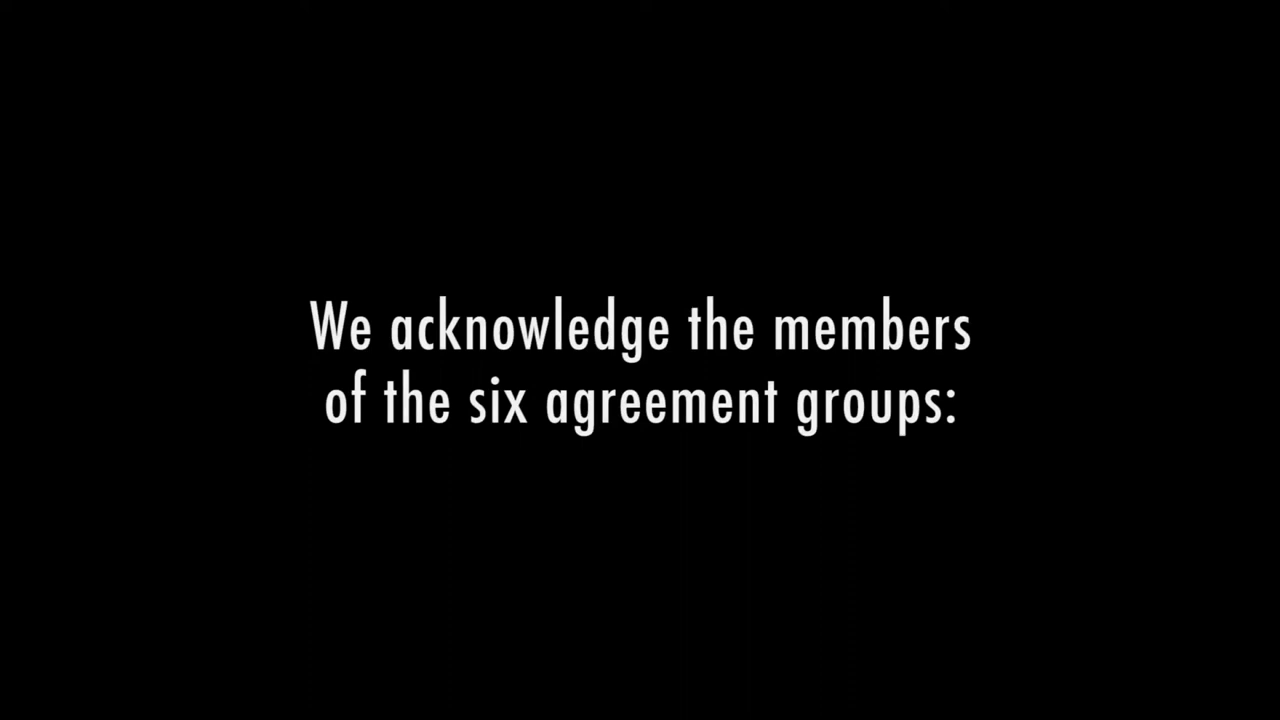 We acknowledge the members
of the six agreement groups: